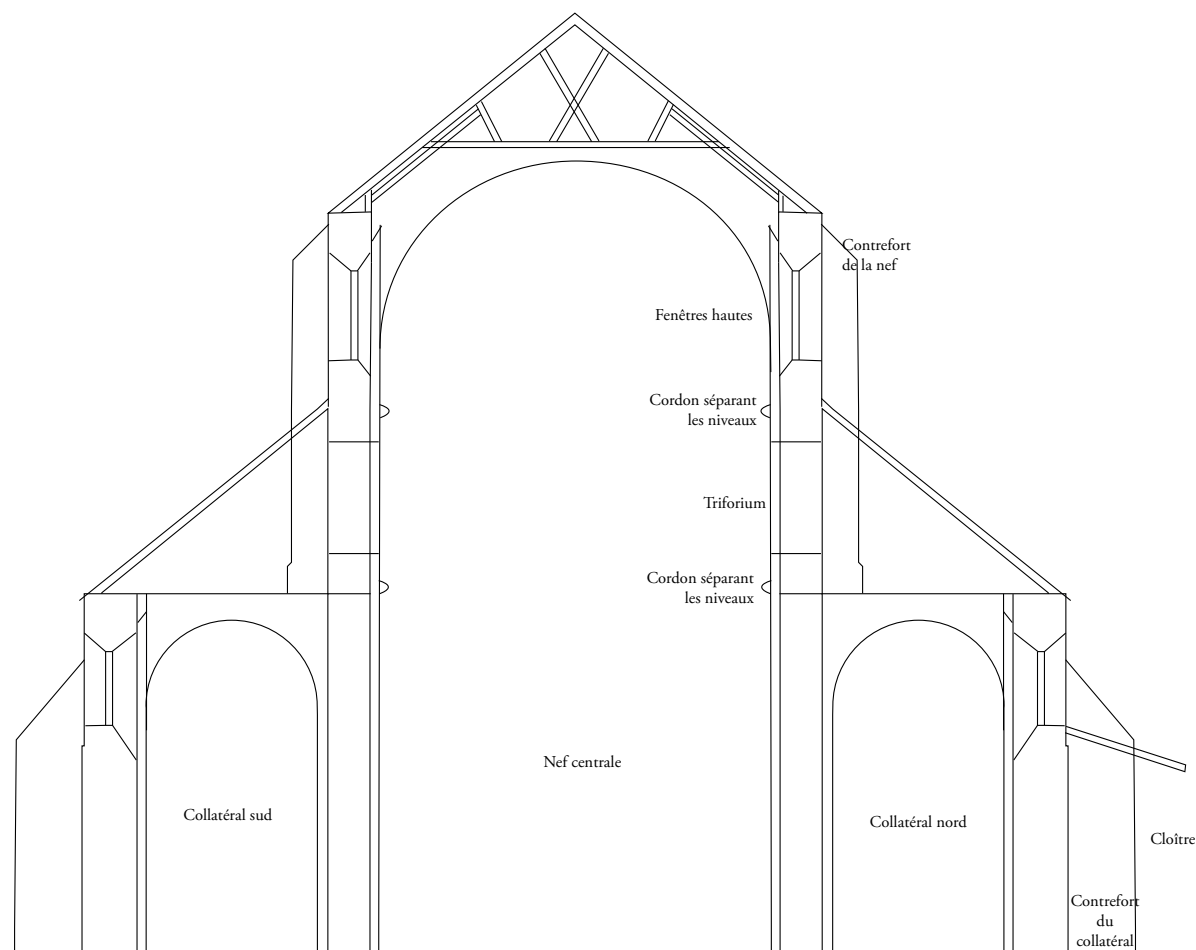 Contrefort
de la nef
Fenêtres hautes
Cordon séparant
les niveaux
Triforium
Cordon séparant
les niveaux
Nef centrale
Collatéral sud
Collatéral nord
Cloître
Contrefort
du
collatéral